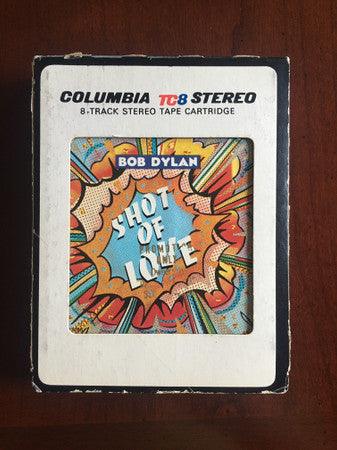 COLUMBIA TC8 STEREO
8-TRACK STEREO TAPE CARTRIDGE
BOB DYLAN
SHOT
OF
LOVE